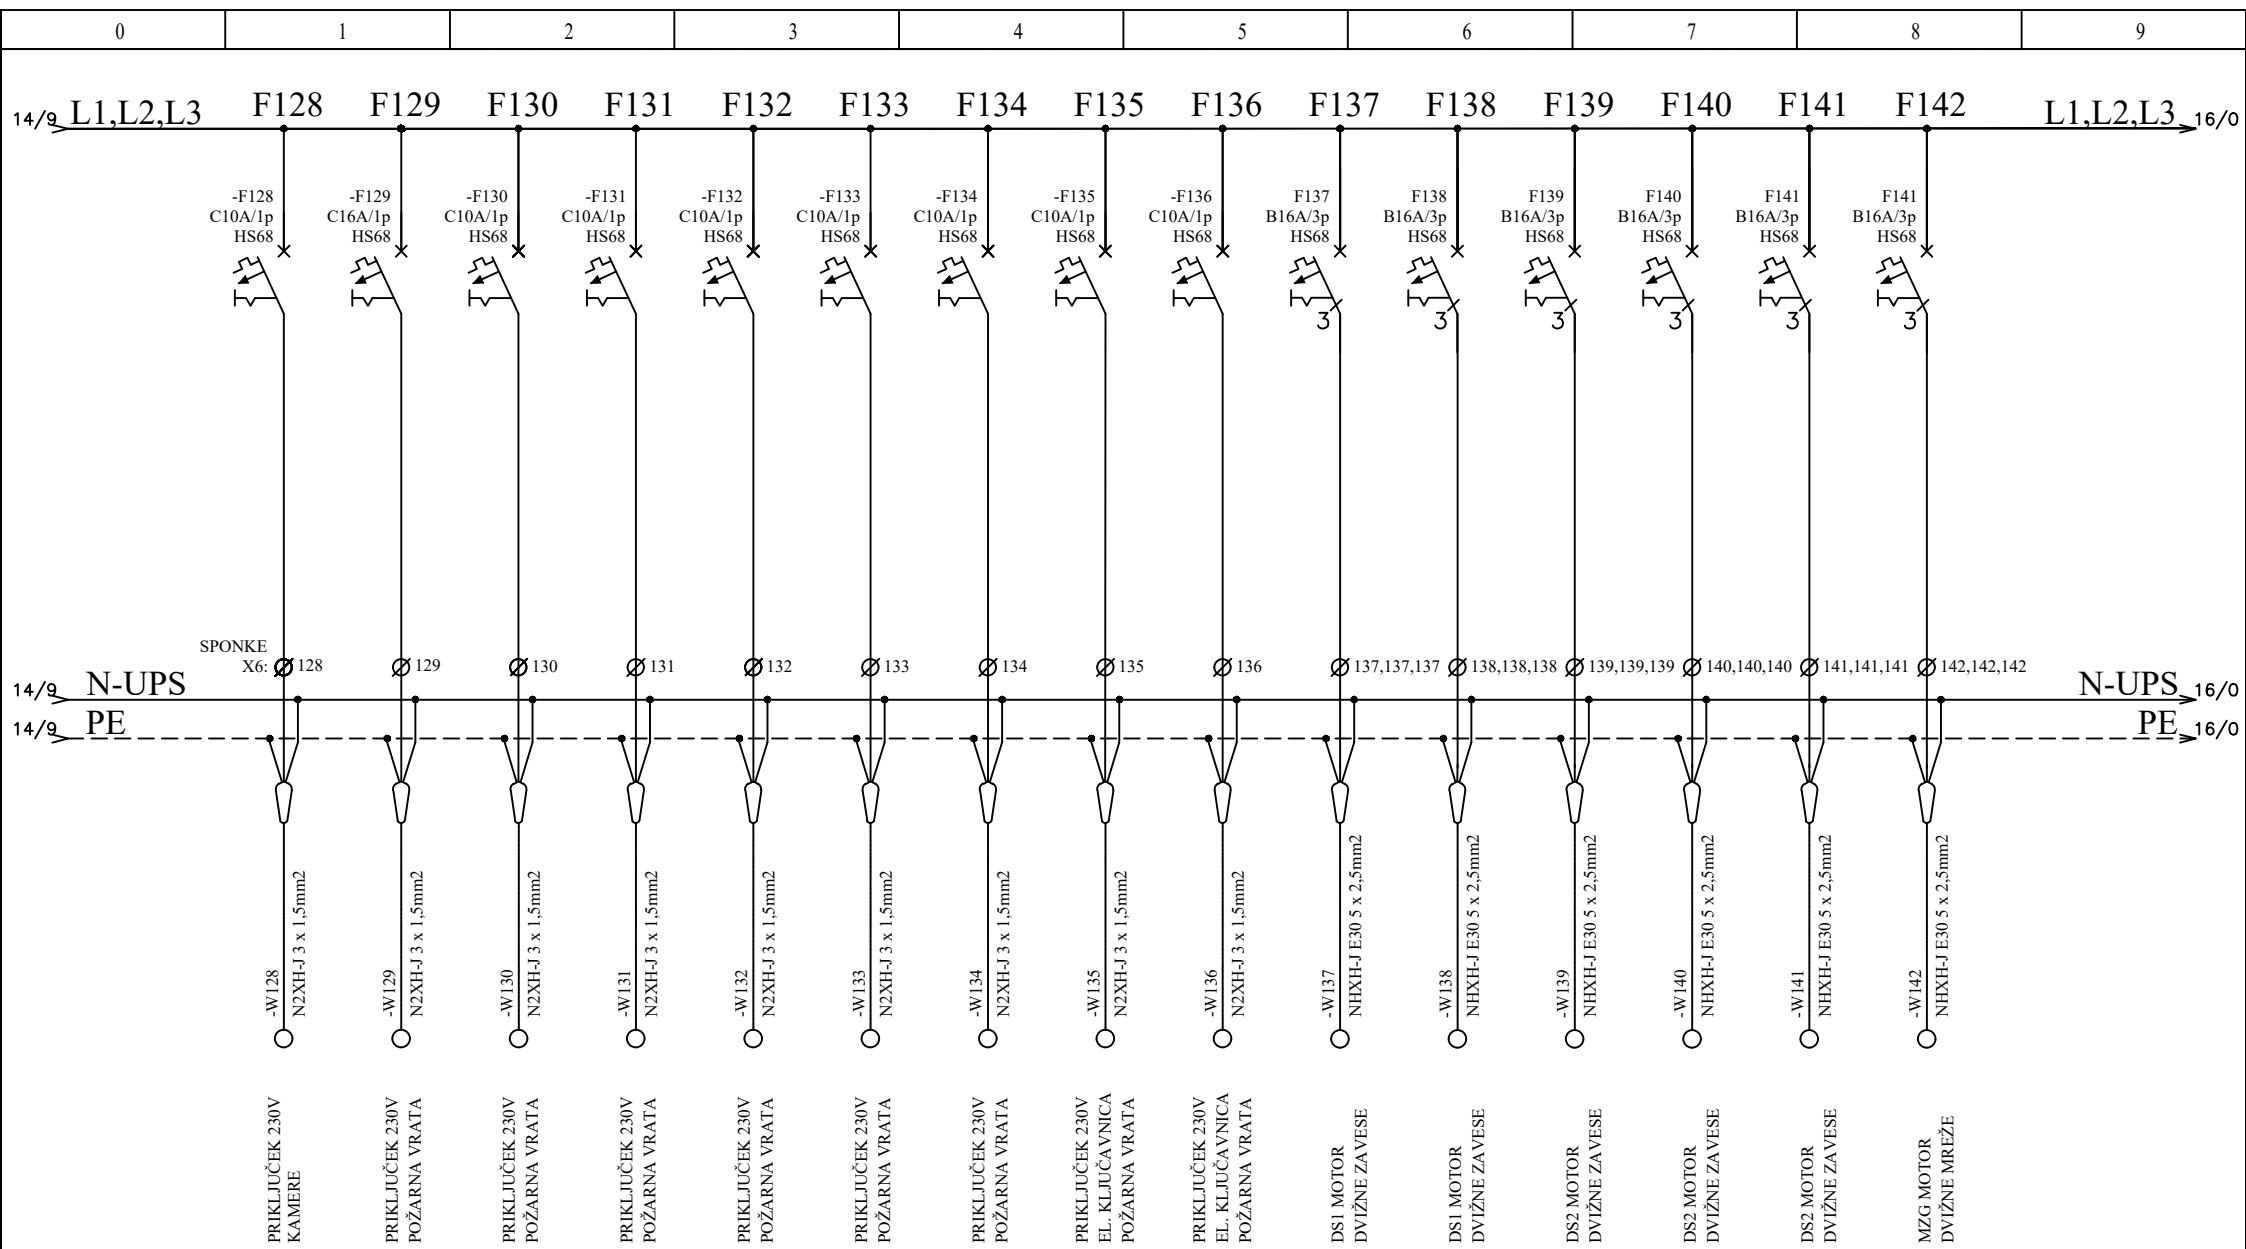 0 1 2 3 4 5 6 7 8 9
14/9 L1,L2,L3 F128 F129 F130 F131 F132 F133 F134 F135 F136 F137 F138 F139 F140 F141 F142 L1,L2,L3 16/0
-F128 -F129 -F130 -F131 -F132 -F133 -F134 -F135 -F136 F137 F138 F139 F140 F141 F141
C10A/1p C16A/1p C10A/1p C10A/1p C10A/1p C10A/1p C10A/1p C10A/1p C10A/1p B16A/3p B16A/3p B16A/3p B16A/3p B16A/3p B16A/3p
HS68 HS68 HS68 HS68 HS68 HS68 HS68 HS68 HS68 HS68 HS68 HS68 HS68 HS68 HS68
3 3 3 3 3 3
SPONKE
X6: 128 129 130 131 132 133 134 135 136 137,137,137 138,138,138 139,139,139 140,140,140 141,141,141 142,142,142
14/9 N-UPS N-UPS 16/0
14/9 PE PE 16/0
-W128
N2XH-J 3 x 1,5mm2
-W129
N2XH-J 3 x 1,5mm2
-W130
N2XH-J 3 x 1,5mm2
-W131
N2XH-J 3 x 1,5mm2
-W132
N2XH-J 3 x 1,5mm2
-W133
N2XH-J 3 x 1,5mm2
-W134
N2XH-J 3 x 1,5mm2
-W135
N2XH-J 3 x 1,5mm2
-W136
N2XH-J 3 x 1,5mm2
-W137
NHXH-J E30 5 x 2,5mm2
-W138
NHXH-J E30 5 x 2,5mm2
-W139
NHXH-J E30 5 x 2,5mm2
-W140
NHXH-J E30 5 x 2,5mm2
-W141
NHXH-J E30 5 x 2,5mm2
-W142
NHXH-J E30 5 x 2,5mm2
PRIKLJUČEK 230V
KAMERE
PRIKLJUČEK 230V
POŽARNA VRATA
PRIKLJUČEK 230V
POŽARNA VRATA
PRIKLJUČEK 230V
POŽARNA VRATA
PRIKLJUČEK 230V
POŽARNA VRATA
PRIKLJUČEK 230V
POŽARNA VRATA
PRIKLJUČEK 230V
POŽARNA VRATA
PRIKLJUČEK 230V
EL. KLJUČAVNICA
POŽARNA VRATA
PRIKLJUČEK 230V
EL. KLJUČAVNICA
POŽARNA VRATA
DS1 MOTOR
DVIŽNE ZAVESE
DS1 MOTOR
DVIŽNE ZAVESE
DS2 MOTOR
DVIŽNE ZAVESE
DS2 MOTOR
DVIŽNE ZAVESE
DS2 MOTOR
DVIŽNE ZAVESE
MZG MOTOR
DVIŽNE MREŽE